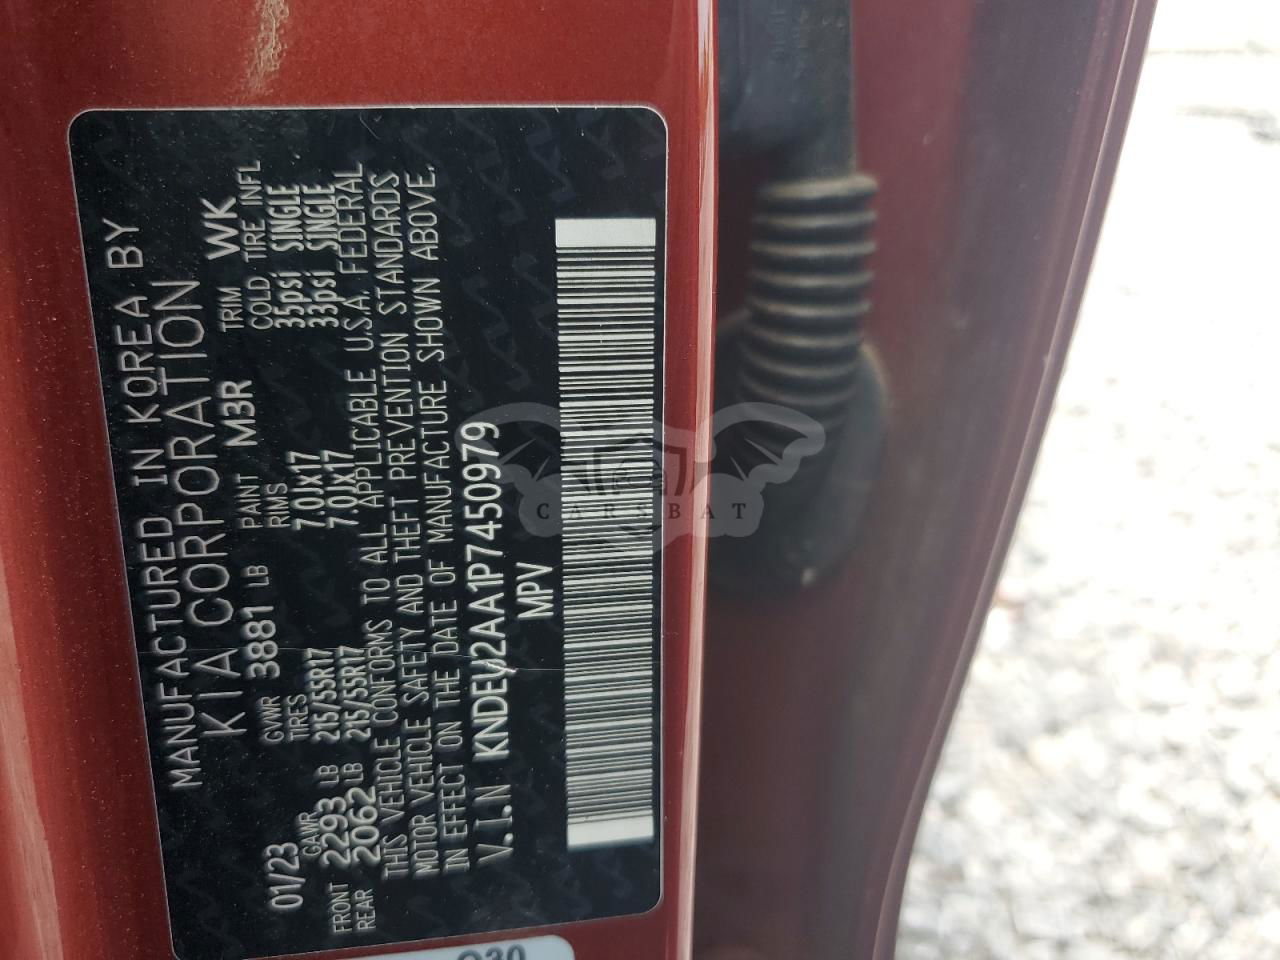 MANUFACTURED IN KOREA BY
KIA CORPORATION
01/23 GVWR 3881 LB PAINT M3R TRIM WK
GAWR TIRES RIMS COLD TIRE INFL
FRONT 2293 LB 215/55R17 7.0Jx17 35psi SINGLE
REAR 2062 LB 215/55R17 7.0Jx17 33psi SINGLE
THIS VEHICLE CONFORMS TO ALL APPLICABLE U.S.A. FEDERAL
MOTOR VEHICLE SAFETY AND THEFT PREVENTION STANDARDS
IN EFFECT ON THE DATE OF MANUFACTURE SHOWN ABOVE.
V.I.N KNDEU2AA1P7450979
MPV
CARSBAT
O30